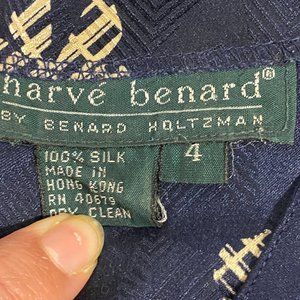 harvé benard®
BY BENARD HOLTZMAN
100% SILK
MADE IN
HONG KONG
RN 40679
DRY CLEAN
4